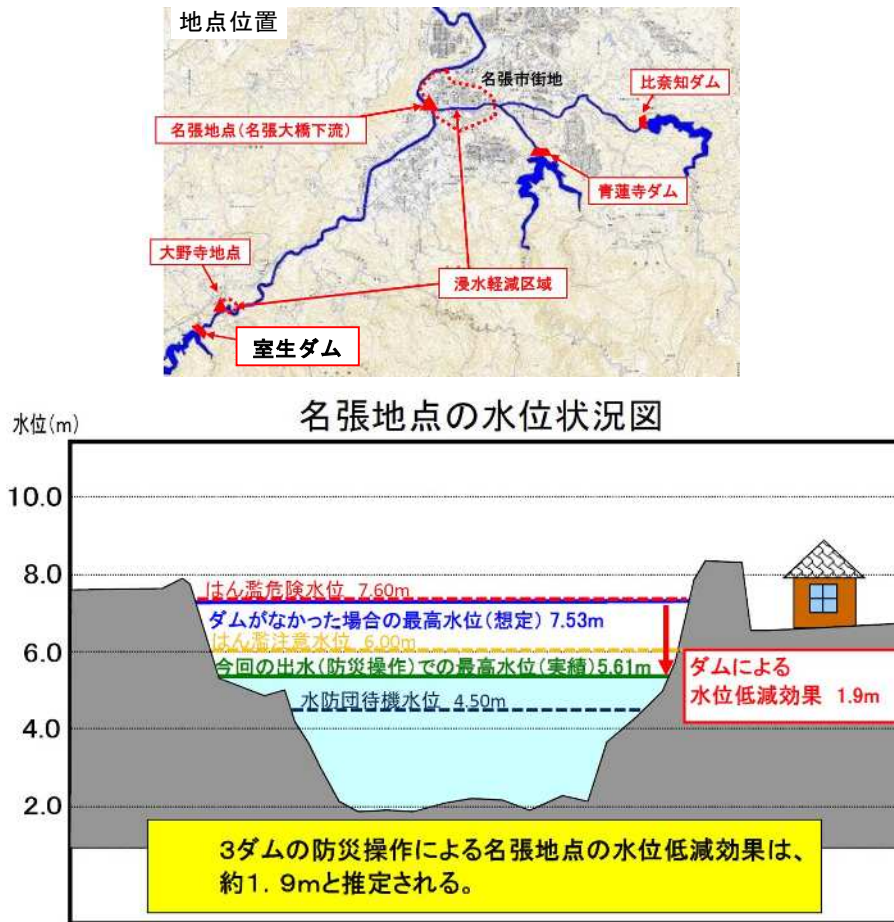 地点位置
名張市街地
比奈知ダム
名張地点(名張大橋下流)
青蓮寺ダム
大野寺地点
浸水軽減区域
室生ダム
名張地点の水位状況図
水位(m)
10.0
8.0
はん濫危険水位 7.60m
ダムがなかった場合の最高水位(想定) 7.53m
はん濫注意水位 6.00m
6.0
今回の出水(防災操作)での最高水位(実績)5.61m
ダムによる
水位低減効果 1.9m
水防団待機水位 4.50m
4.0
2.0
3ダムの防災操作による名張地点の水位低減効果は、
約1.9mと推定される。